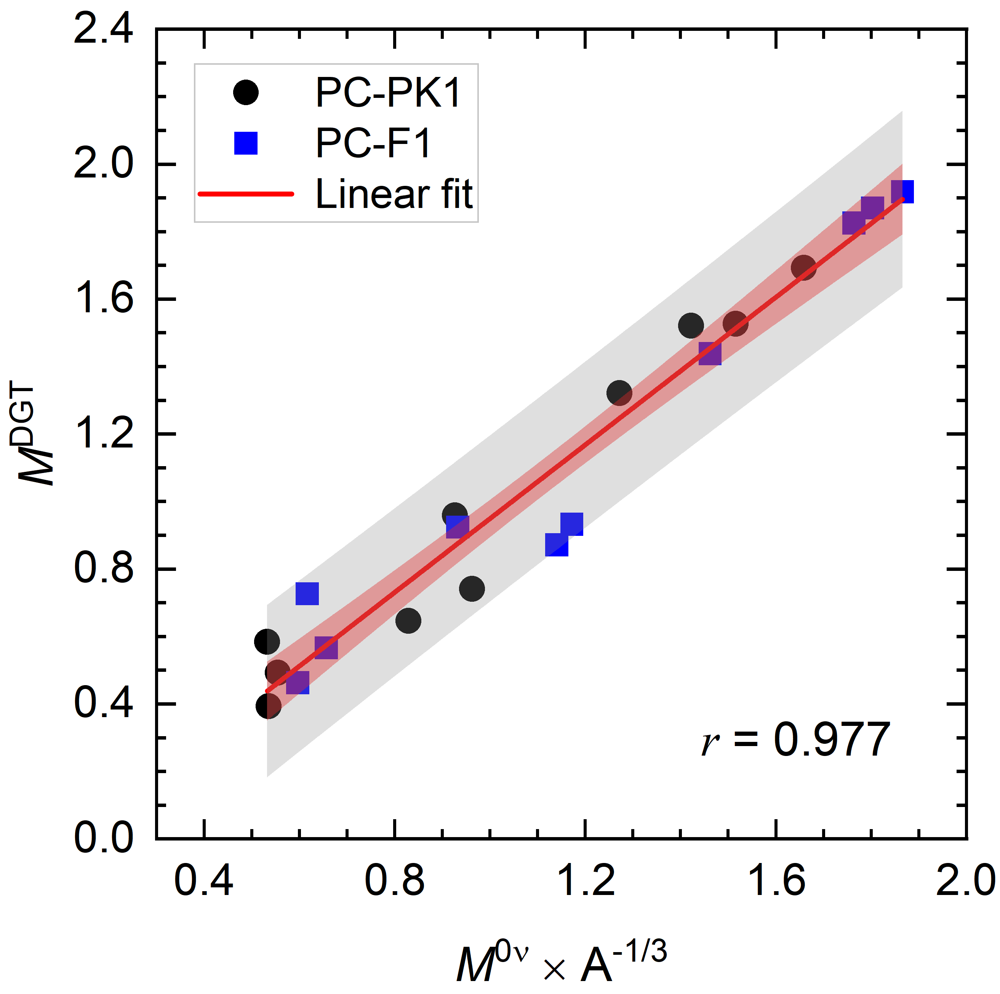 2.4
2.0
1.6
1.2
0.8
0.4
0.0
PC-PK1
PC-F1
Linear fit
M^DGT
r = 0.977
0.4 0.8 1.2 1.6 2.0
M^0ν × A^-1/3